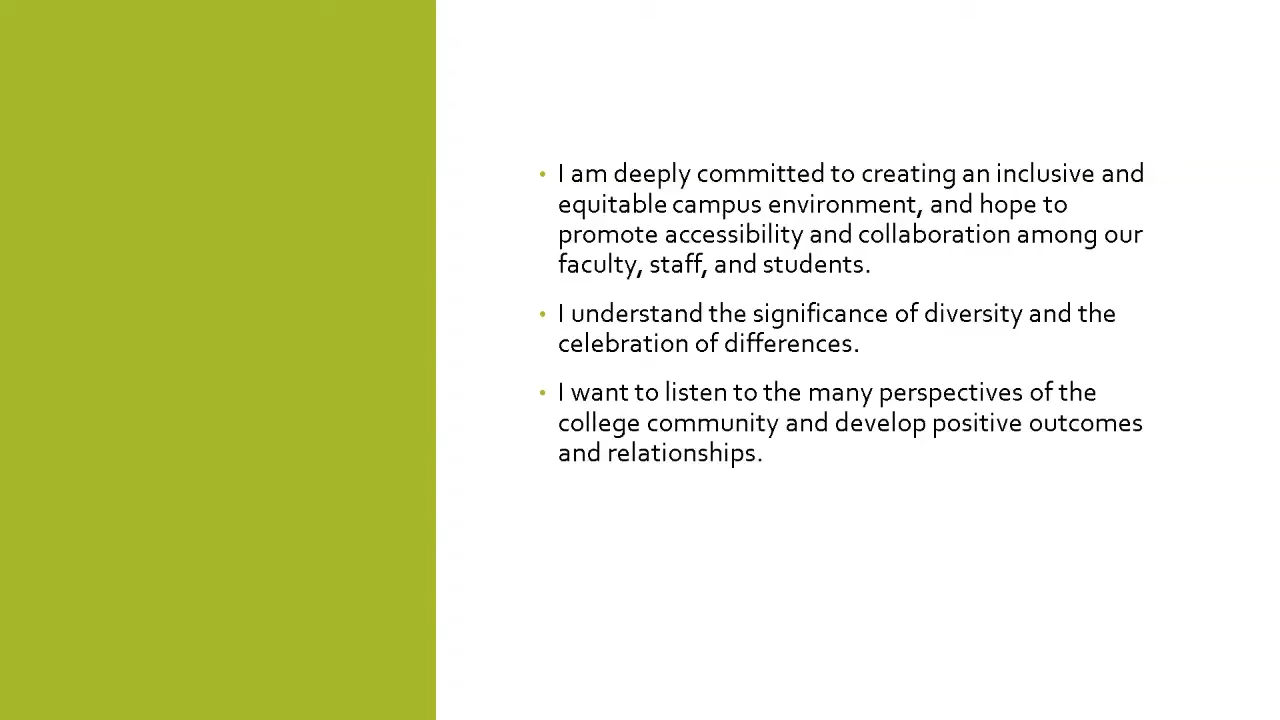 • I am deeply committed to creating an inclusive and
equitable campus environment, and hope to
promote accessibility and collaboration among our
faculty, staff, and students.
• I understand the significance of diversity and the
celebration of differences.
• I want to listen to the many perspectives of the
college community and develop positive outcomes
and relationships.